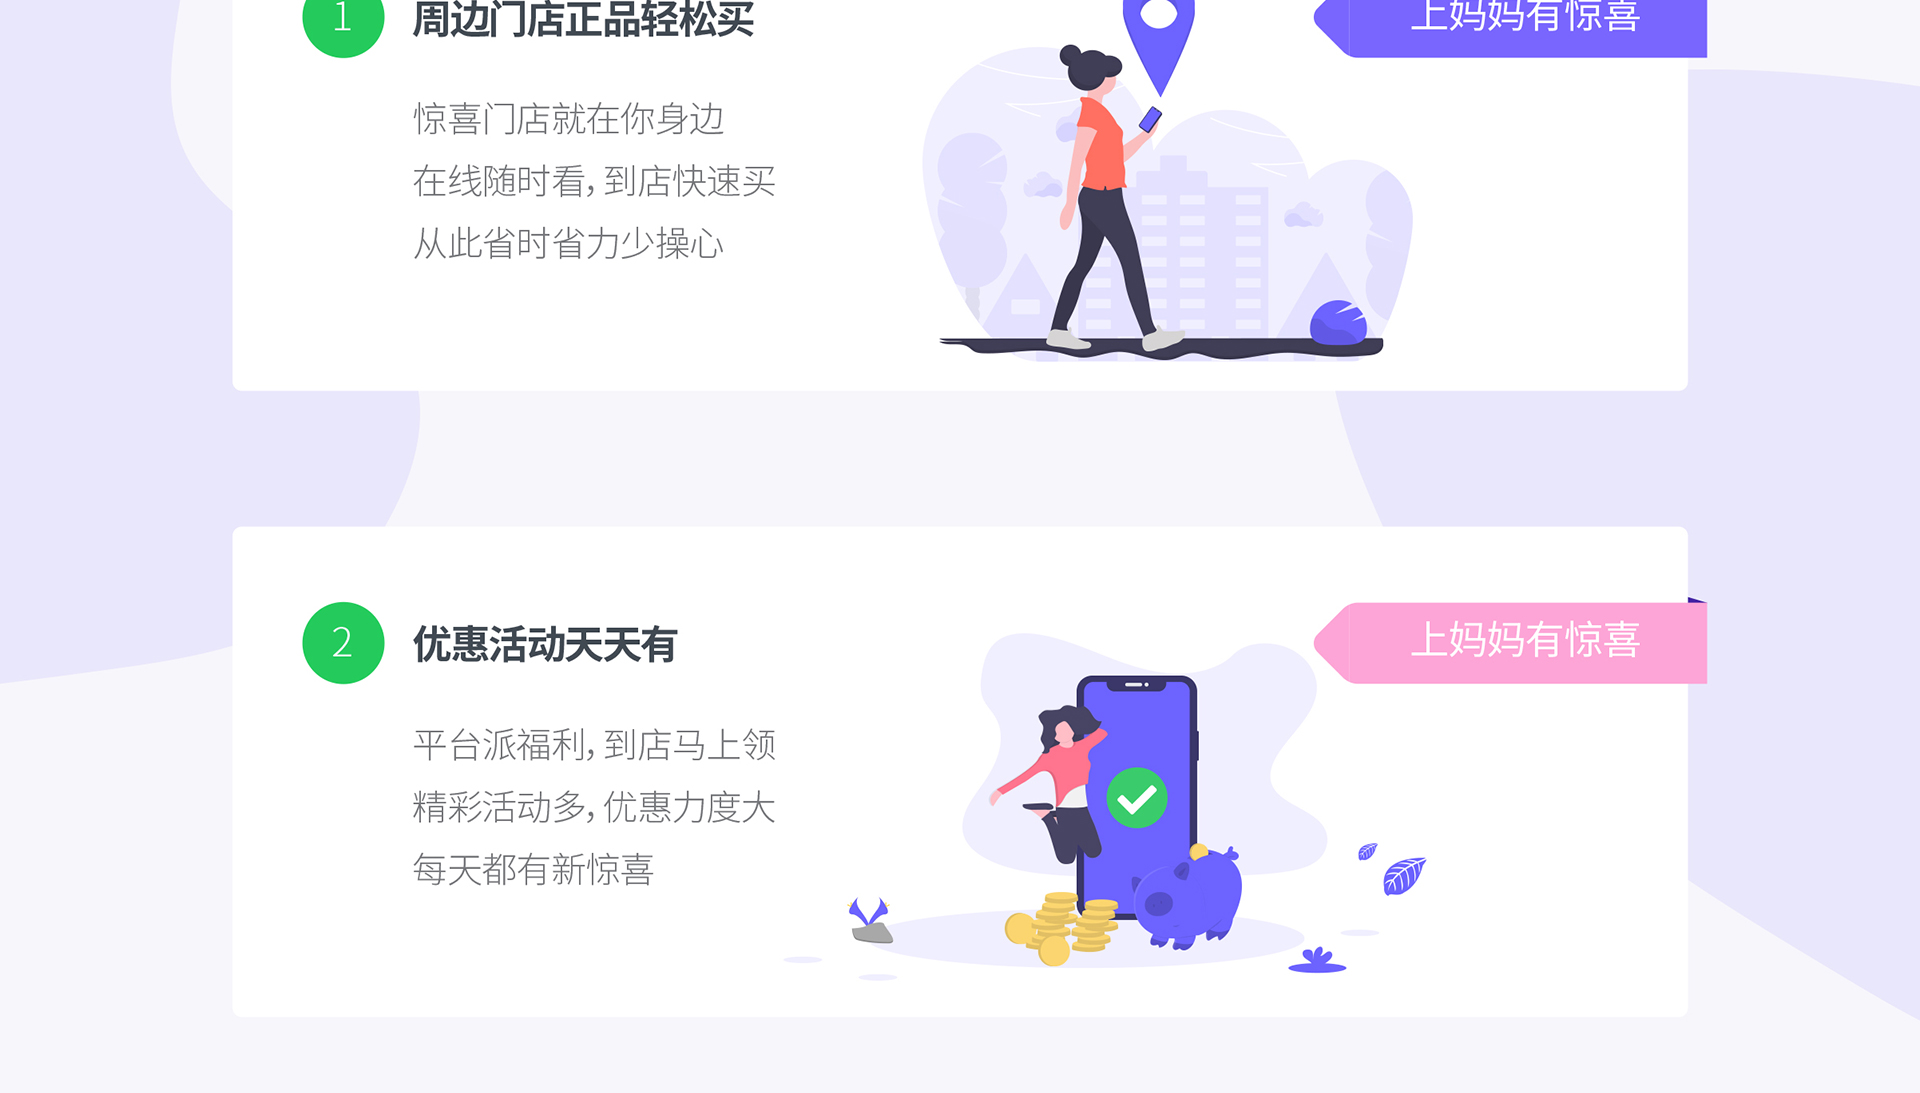 1
周边门店正品轻松买
上妈妈有惊喜
惊喜门店就在你身边
在线随时看，到店快速买
从此省时省力少操心
2
优惠活动天天有
上妈妈有惊喜
平台派福利，到店马上领
精彩活动多，优惠力度大
每天都有新惊喜